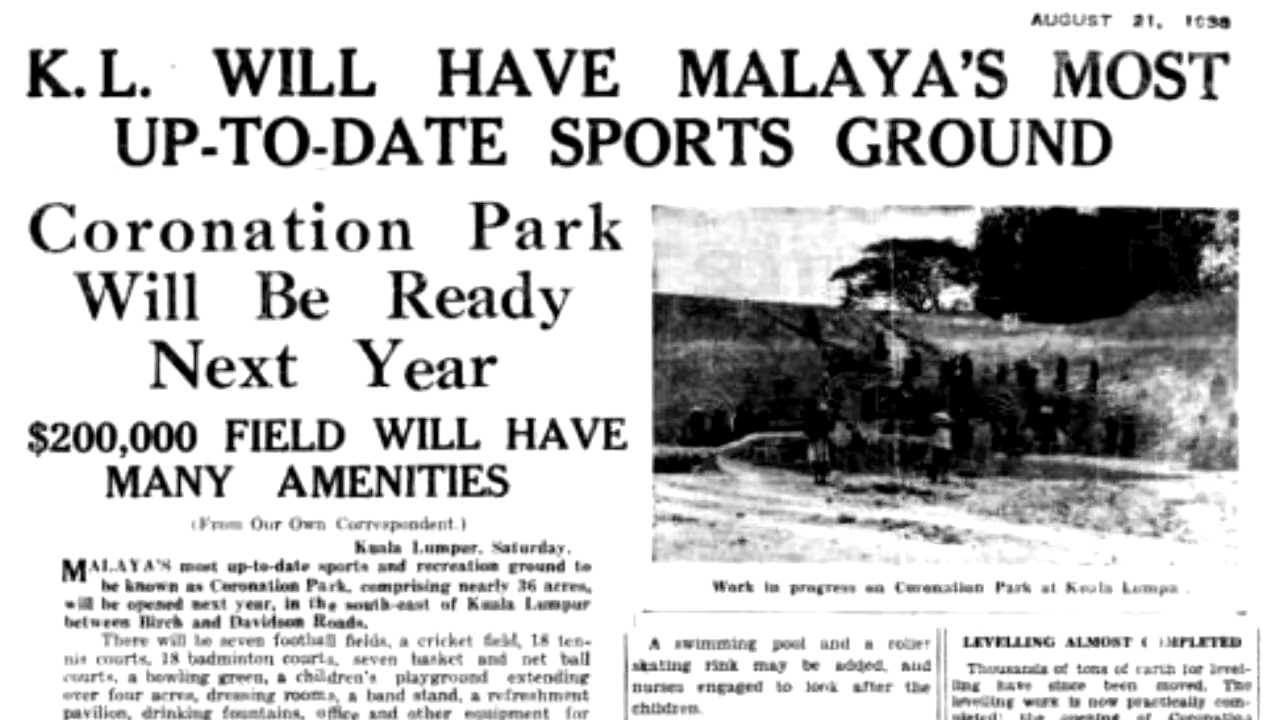 AUGUST 21, 1938
K. L. WILL HAVE MALAYA'S MOST
UP-TO-DATE SPORTS GROUND
Coronation Park
Will Be Ready
Next Year
$200,000 FIELD WILL HAVE
MANY AMENITIES
(From Our Own Correspondent.)
Kuala Lumper, Saturday.
MALAYA'S most up-to-date sports and recreation ground to
be known as Coronation Park, comprising nearly 36 acres,
will be opened next year, in the south-east of Kuala Lumpur
between Birch and Davidson Roads.
There will be seven football fields, a cricket field, 18 ten-
nis courts, 18 badminton courts, seven basket and net ball
courts, a bowling green, a children's playground extending
over four acres, dressing rooms, a band stand, a refreshment
pavilion, drinking fountains, office and other equipment for
Work in progress on Coronation Park at Kuala
A swimming pool and a roller
skating rink may be added, and
nurses engaged to look after the
children.
LEVELLING ALMOST
Thousands of tons of earth for level-
ling have since been moved. The
levelling work is now practically com-
the opening of Coronation